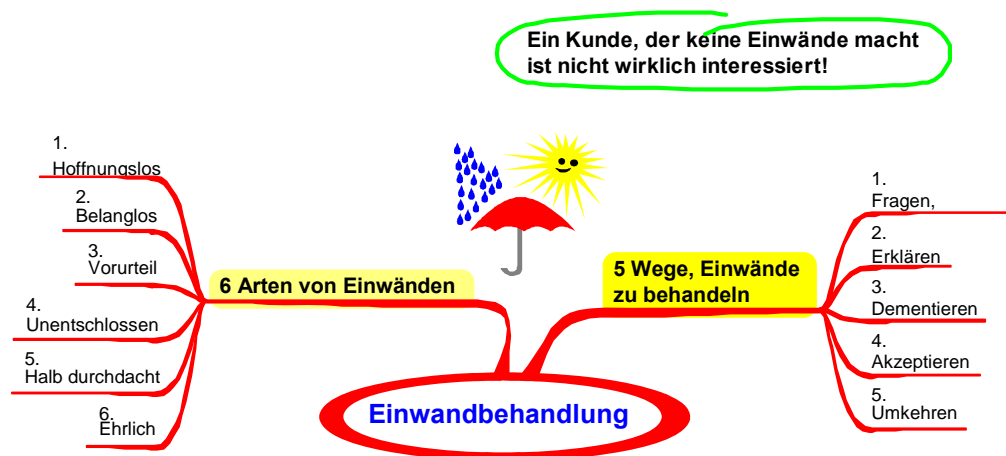 Ein Kunde, der keine Einwände macht
ist nicht wirklich interessiert!
1.
Hoffnungslos
2.
Belanglos
3.
Vorurteil
4.
Unentschlossen
5.
Halb durchdacht
6.
Ehrlich
6 Arten von Einwänden
5 Wege, Einwände
zu behandeln
1.
Fragen,
2.
Erklären
3.
Dementieren
4.
Akzeptieren
5.
Umkehren
Einwandbehandlung